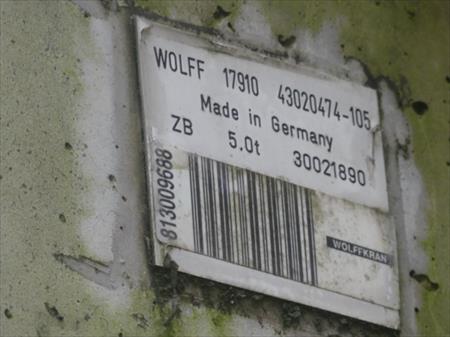 WOLFF 17910 43020474-105
Made in Germany
ZB 5.0t 30021890
813009688
WOLFFKRAN